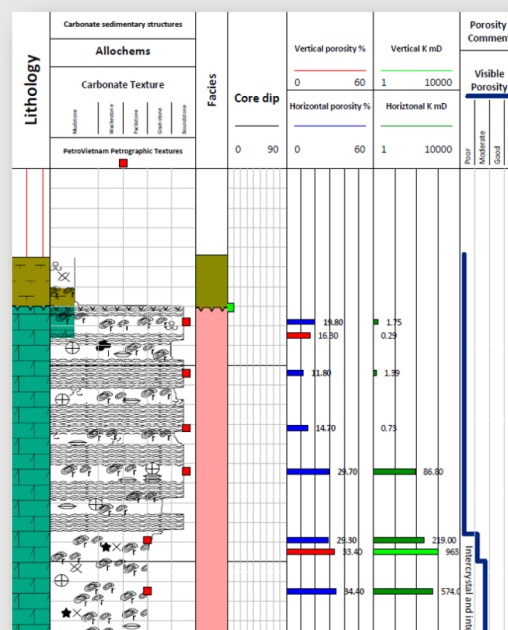 Lithology
Carbonate sedimentary structures
Allochems
Carbonate Texture
Mudstone
Wackestone
Packstone
Grainstone
Boundstone
PetroVietnam Petrographic Textures
Facies
Core dip
0 90
Vertical porosity %
0 60
Horizontal porosity %
0 60
Vertical K mD
1 10000
Horiztonal K mD
1 10000
Porosity
Commen
Visible
Porosity
Poor
Moderate
Good
19.80 1.75
16.30 0.29
11.80 1.39
14.70 0.73
29.70 86.80
29.30 219.00
33.40 963
34.40 574.0
Intercrystal and inte